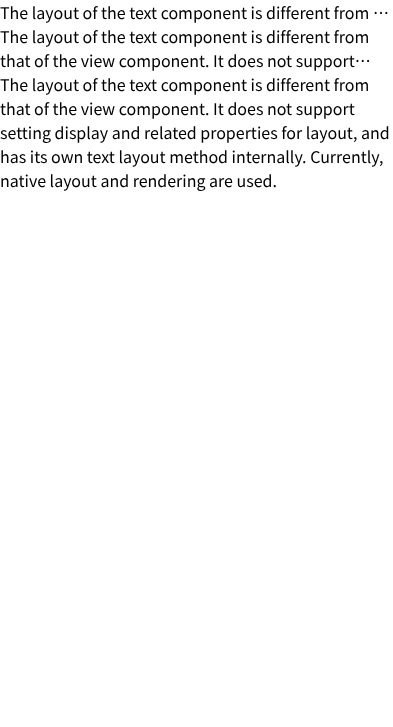 The layout of the text component is different from ⋯
The layout of the text component is different from
that of the view component. It does not support⋯
The layout of the text component is different from
that of the view component. It does not support
setting display and related properties for layout, and
has its own text layout method internally. Currently,
native layout and rendering are used.